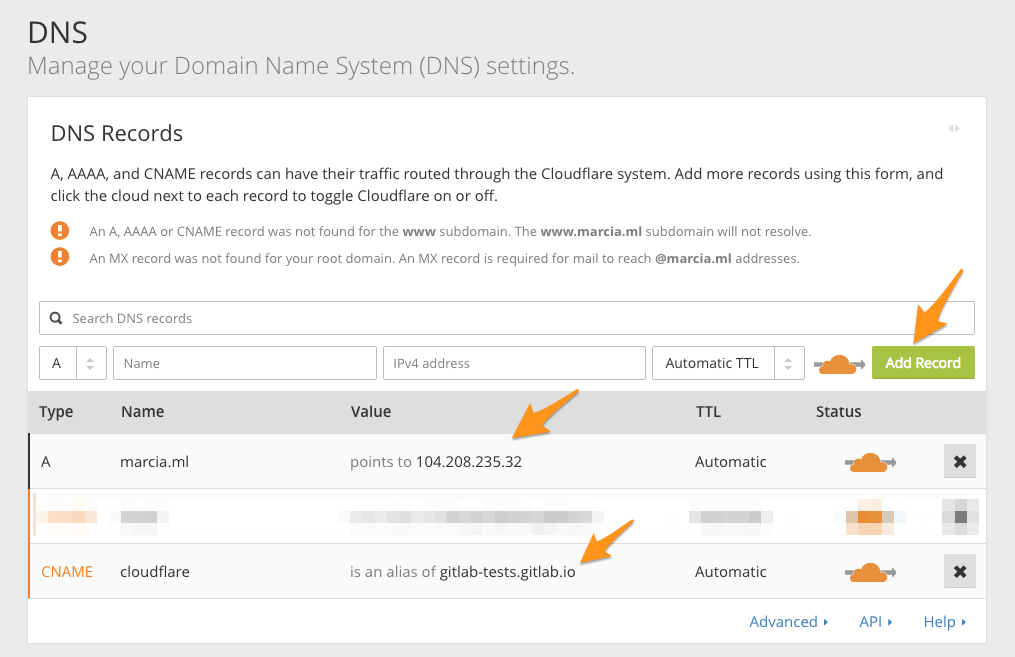 DNS
Manage your Domain Name System (DNS) settings.
DNS Records
A, AAAA, and CNAME records can have their traffic routed through the Cloudflare system. Add more records using this form, and
click the cloud next to each record to toggle Cloudflare on or off.
An A, AAAA or CNAME record was not found for the www subdomain. The www.marcia.ml subdomain will not resolve.
An MX record was not found for your root domain. An MX record is required for mail to reach @marcia.ml addresses.
Search DNS records
A Name IPv4 address Automatic TTL Add Record
Type Name Value TTL Status
A marcia.ml points to 104.208.235.32 Automatic
CNAME cloudflare is an alias of gitlab-tests.gitlab.io Automatic
Advanced API Help